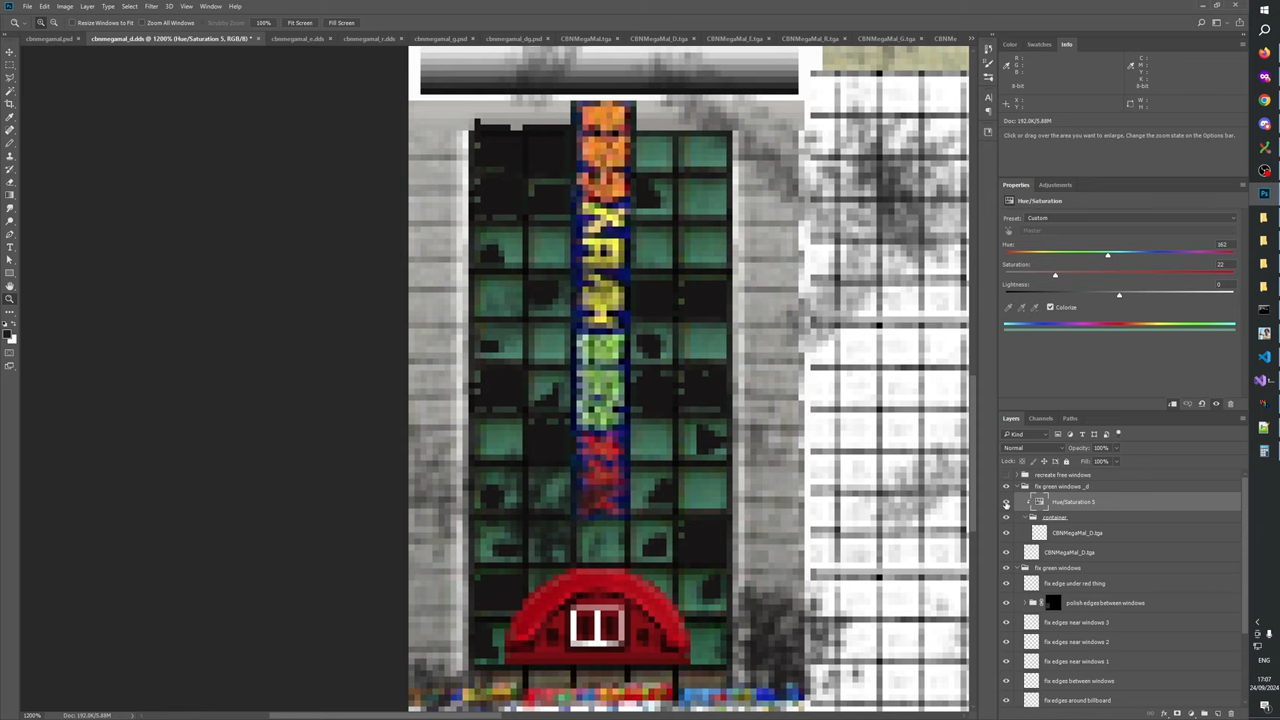 File Edit Image Layer Type Select Filter 3D View Window Help
Resize Windows to Fit Zoom All Windows Scrubby Zoom 100% Fit Screen Fill Screen
cbnmegamal.psd × cbnmegamal_d.dds @ 1200% (Hue/Saturation 5, RGB/8) * × cbnmegamal_e.dds × cbnmegamal_r.dds × cbnmegamal_g.psd × cbnmegamal_dg.psd × CBNMegaMal.tga × CBNMegaMal_D.tga × CBNMegaMal_E.tga × CBNMegaMal_R.tga × CBNMegaMal_G.tga × CBNMe
Color Swatches Info
R : C :
G : M :
B : Y :
K :
8-bit 8-bit
X : W :
Y : H :
Doc: 192.0K/5.88M
Click or drag over the area you want to enlarge. Change the zoom state on the Options bar.
Properties Adjustments
Hue/Saturation
Preset: Custom
Master
Hue: 162
Saturation: 22
Lightness: 0
Colorize
Layers Channels Paths
Kind
Normal Opacity: 100%
Lock: Fill: 100%
recreate free windows
fix green windows _d
Hue/Saturation 5
container
CBNMegaMal_D.tga
CBNMegaMal_D.tga
fix green windows
fix edge under red thing
polish edges between windows
fix edges near windows 3
fix edges near windows 2
fix edges near windows 1
fix edges between windows
fix edges around billboard
1200% Doc: 192.0K/5.88M
ENG
17:07
24/09/2024